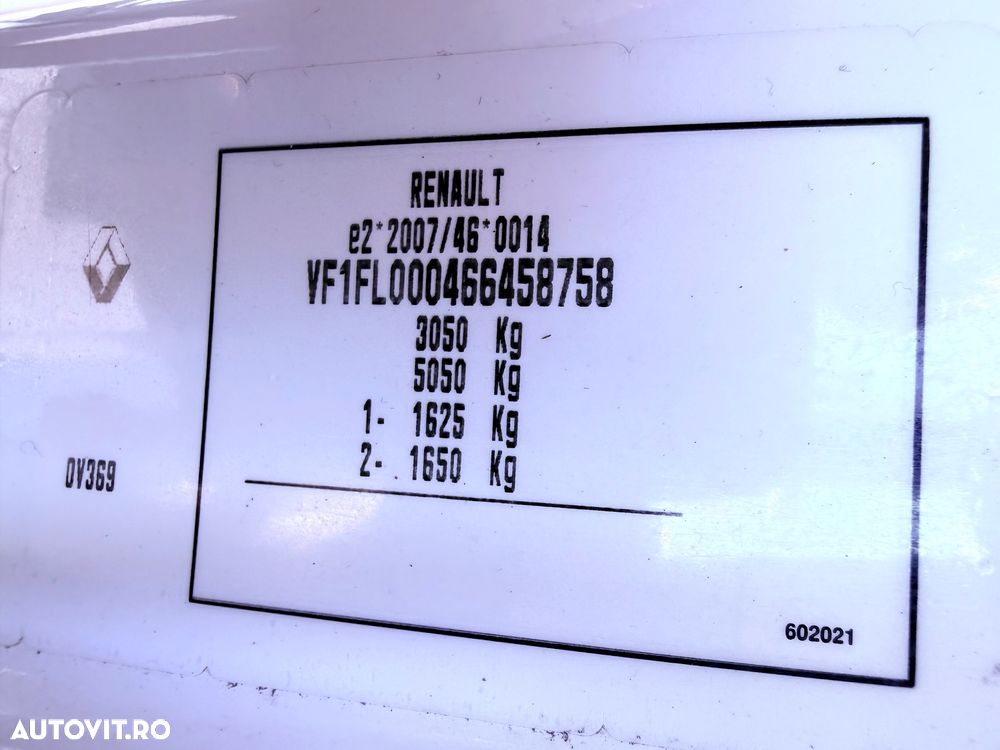 RENAULT
e2*2007/46*0014
VF1FL000466458758
3050 Kg
5050 Kg
1- 1625 Kg
2- 1650 Kg
0V369
602021
AUTOVIT.RO